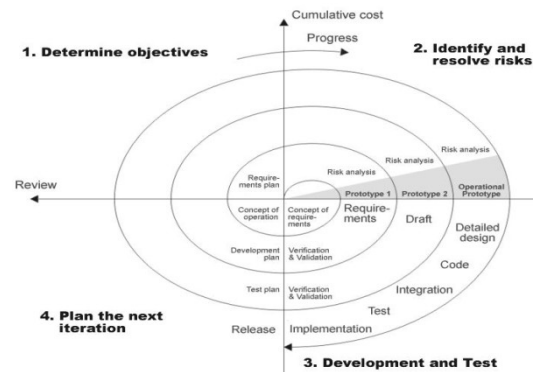 Cumulative cost
Progress
1. Determine objectives
2. Identify and
resolve risks
Risk analysis
Risk analysis
Risk analysis
Require-
ments plan
Review
Prototype 1
Prototype 2
Operational
Prototype
Concept of
operation
Concept of
require-
ments
Require-
ments
Draft
Detailed
design
Development
plan
Verification
& Validation
Code
Test plan
Verification
& Validation
Integration
Test
4. Plan the next
iteration
Release
Implementation
3. Development and Test